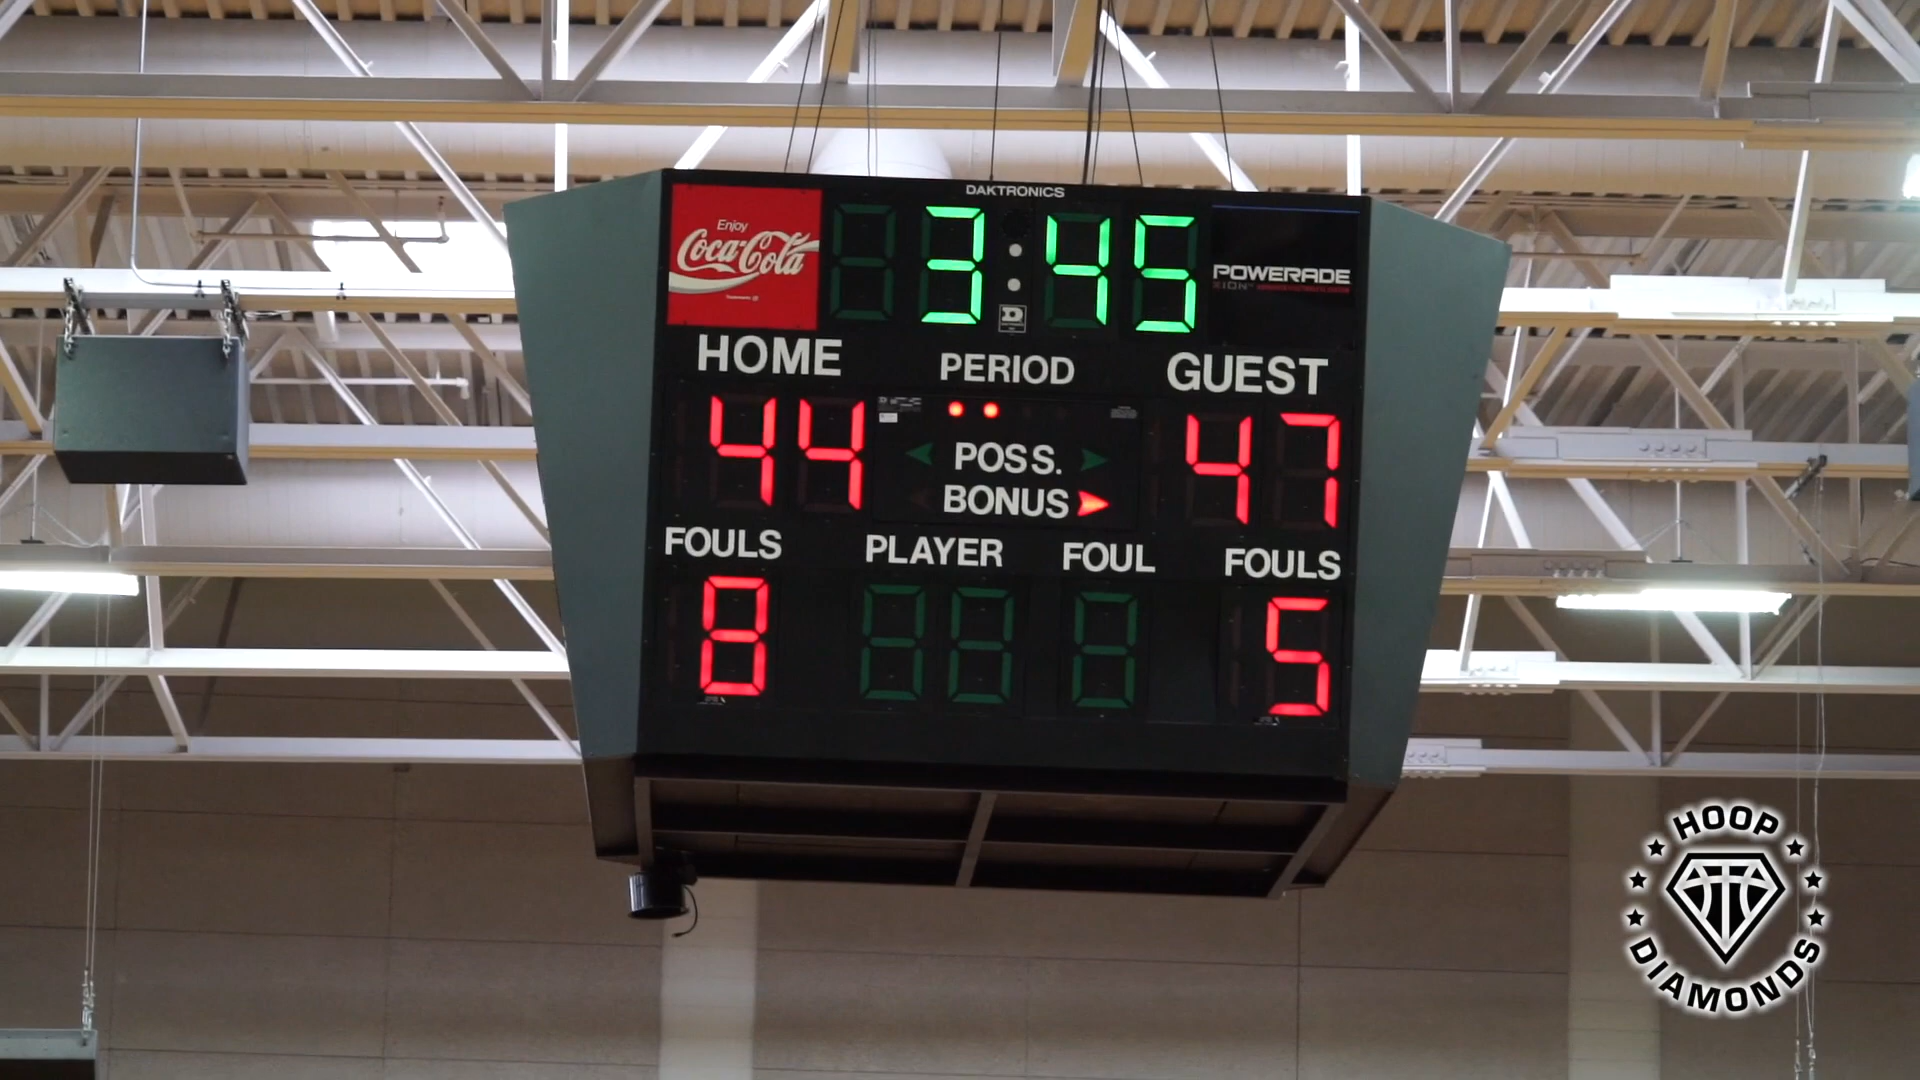 DAKTRONICS
Enjoy
Coca-Cola
3:45
POWERADE
ION
HOME PERIOD GUEST
44 47
POSS.
BONUS
FOULS PLAYER FOUL FOULS
8 5
HOOP
DIAMONDS